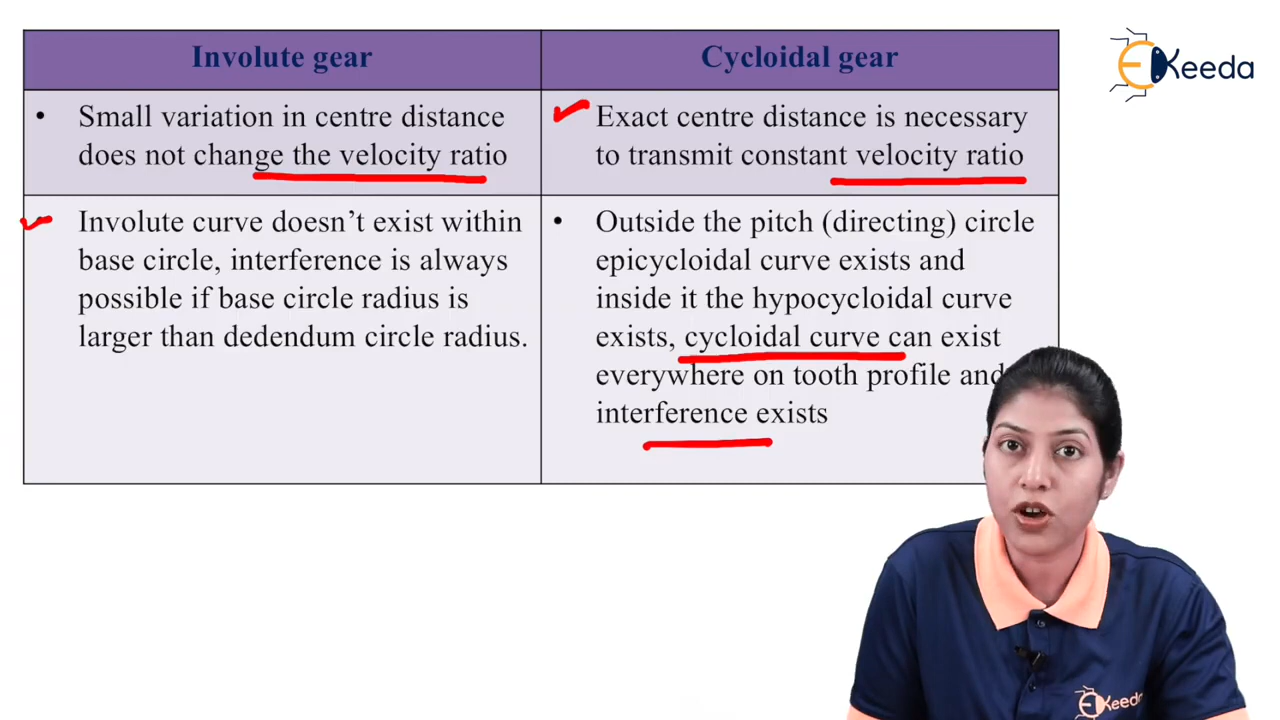 Involute gear
Cycloidal gear
• Small variation in centre distance
does not change the velocity ratio
Exact centre distance is necessary
to transmit constant velocity ratio
Involute curve doesn't exist within
base circle, interference is always
possible if base circle radius is
larger than dedendum circle radius.
• Outside the pitch (directing) circle
epicycloidal curve exists and
inside it the hypocycloidal curve
exists, cycloidal curve can exist
everywhere on tooth profile and
interference exists
EKeeda
EKeeda